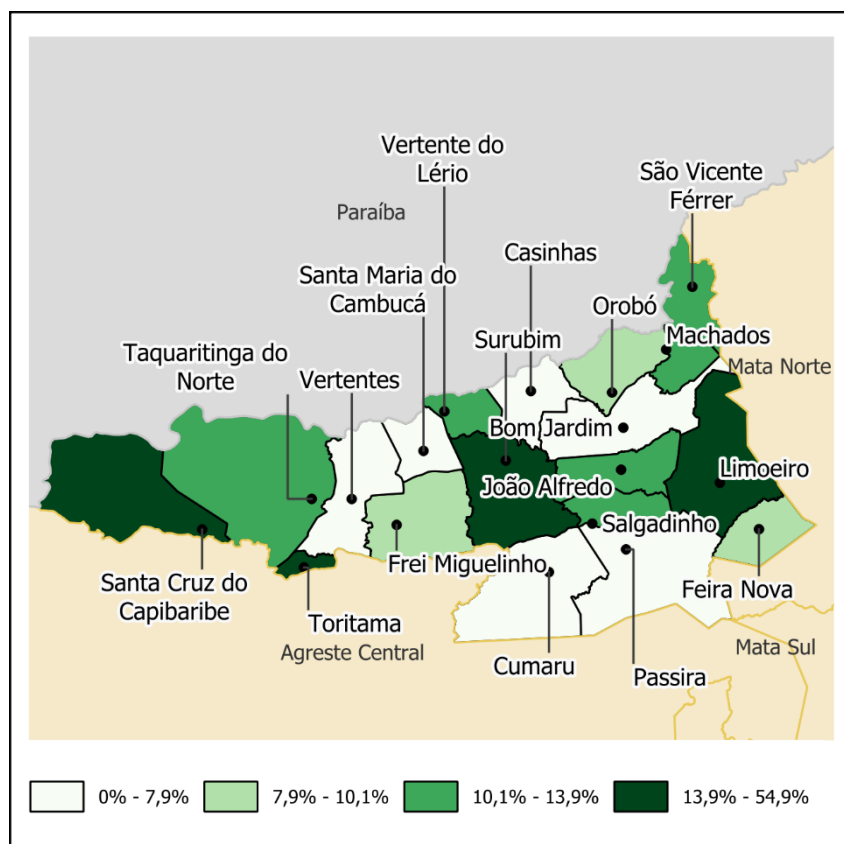 Vertente do
Lério
São Vicente
Férrer
Paraíba
Casinhas
Santa Maria do
Cambucá
Orobó
Surubim
Machados
Taquaritinga do
Norte
Vertentes
Mata Norte
Bom Jardim
Limoeiro
João Alfredo
Salgadinho
Frei Miguelinho
Santa Cruz do
Capibaribe
Feira Nova
Toritama
Agreste Central
Mata Sul
Cumaru
Passira
0% - 7,9%
7,9% - 10,1%
10,1% - 13,9%
13,9% - 54,9%